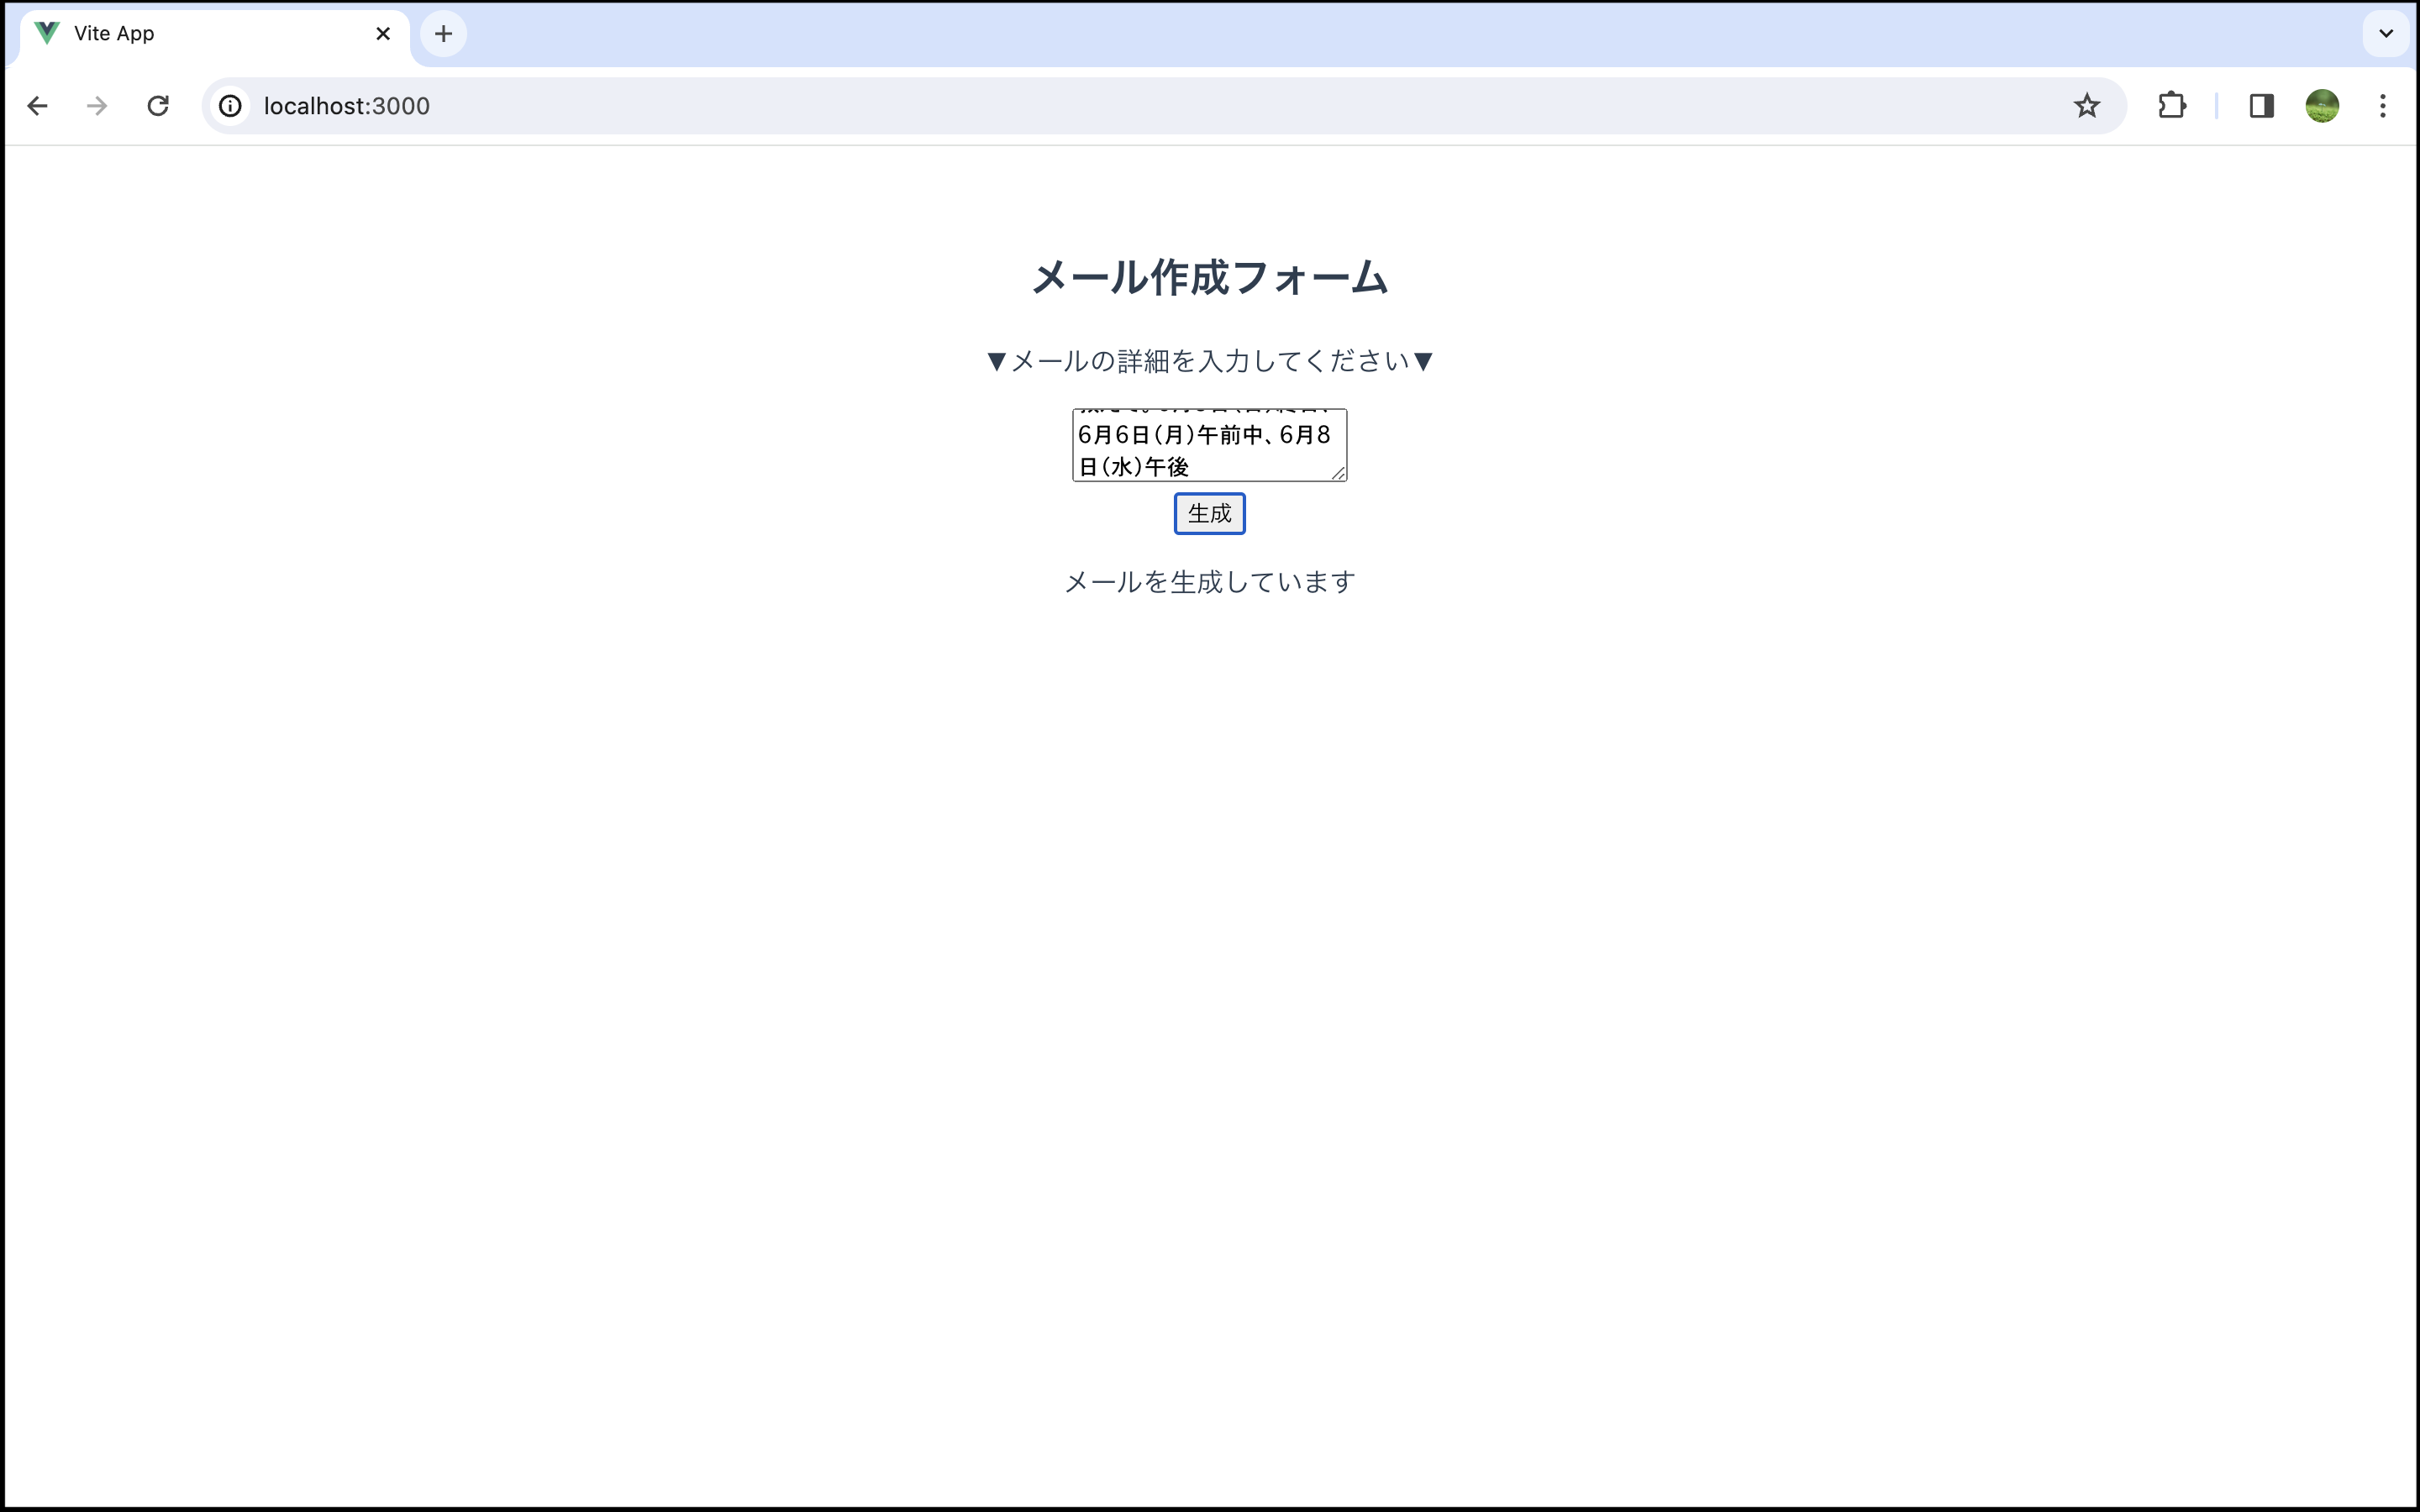 Vite App
localhost:3000
メール作成フォーム
▼メールの詳細を入力してください▼
6月6日(月)午前中、6月8
日(水)午後
生成
メールを生成しています